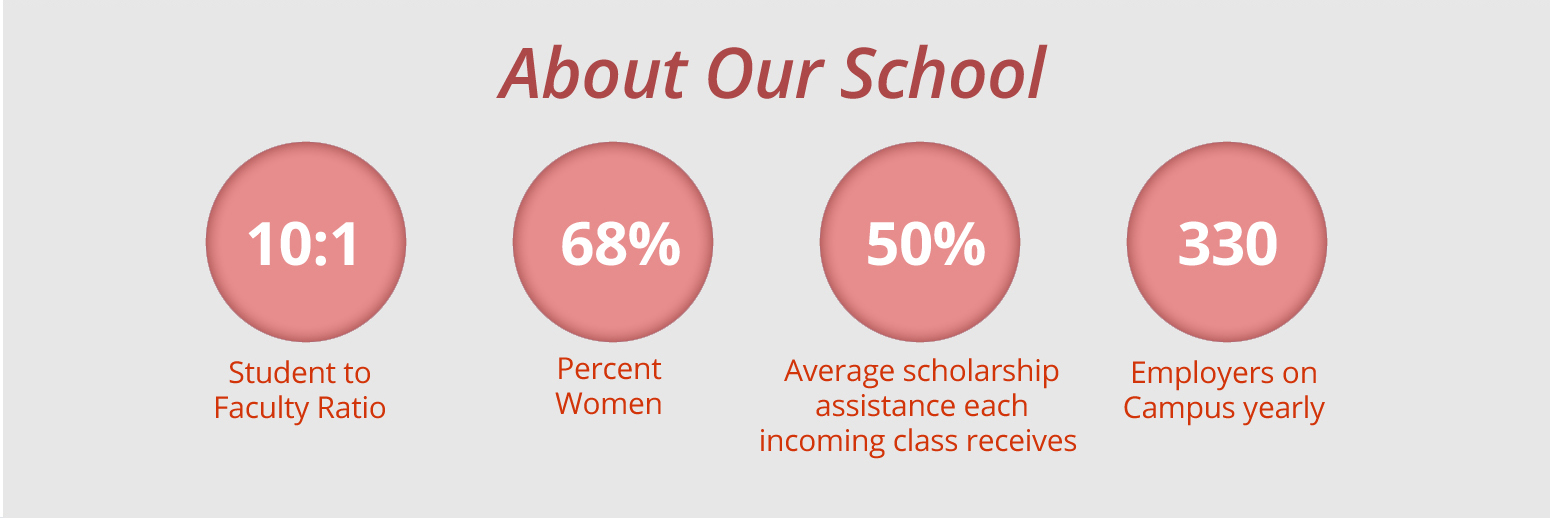 About Our School
10:1
Student to
Faculty Ratio
68%
Percent
Women
50%
Average scholarship
assistance each
incoming class receives
330
Employers on
Campus yearly